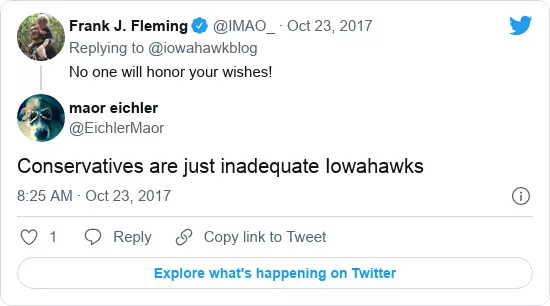 Frank J. Fleming @IMAO_ · Oct 23, 2017
Replying to @iowahawkblog
No one will honor your wishes!
maor eichler
@EichlerMaor
Conservatives are just inadequate Iowahawks
8:25 AM · Oct 23, 2017
1 Reply Copy link to Tweet
Explore what's happening on Twitter